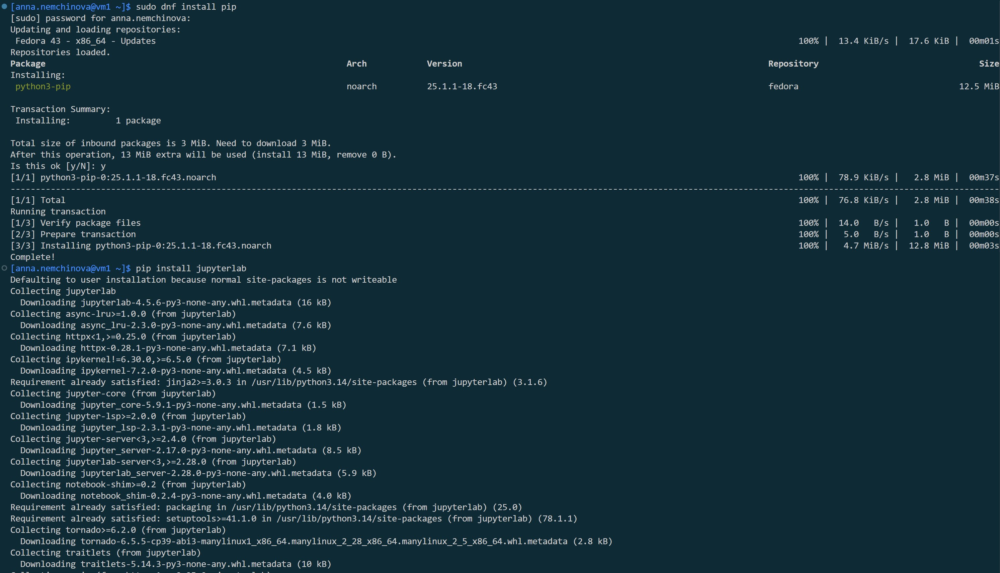 [anna.nemchinova@vm1 ~]$ sudo dnf install pip
[sudo] password for anna.nemchinova:
Updating and loading repositories:
Fedora 43 - x86_64 - Updates 100% | 13.4 KiB/s | 17.6 KiB | 00m01s
Repositories loaded.
Package Arch Version Repository Size
Installing:
python3-pip noarch 25.1.1-18.fc43 fedora 12.5 MiB
Transaction Summary:
Installing: 1 package
Total size of inbound packages is 3 MiB. Need to download 3 MiB.
After this operation, 13 MiB extra will be used (install 13 MiB, remove 0 B).
Is this ok [y/N]: y
[1/1] python3-pip-0:25.1.1-18.fc43.noarch 100% | 78.9 KiB/s | 2.8 MiB | 00m37s
[1/1] Total 100% | 76.8 KiB/s | 2.8 MiB | 00m38s
Running transaction
[1/3] Verify package files 100% | 14.0 B/s | 1.0 B | 00m00s
[2/3] Prepare transaction 100% | 5.0 B/s | 1.0 B | 00m00s
[3/3] Installing python3-pip-0:25.1.1-18.fc43.noarch 100% | 4.7 MiB/s | 12.8 MiB | 00m03s
Complete!
[anna.nemchinova@vm1 ~]$ pip install jupyterlab
Defaulting to user installation because normal site-packages is not writeable
Collecting jupyterlab
Downloading jupyterlab-4.5.6-py3-none-any.whl.metadata (16 kB)
Collecting async-lru>=1.0.0 (from jupyterlab)
Downloading async_lru-2.3.0-py3-none-any.whl.metadata (7.6 kB)
Collecting httpx<1,>=0.25.0 (from jupyterlab)
Downloading httpx-0.28.1-py3-none-any.whl.metadata (7.1 kB)
Collecting ipykernel!=6.30.0,>=6.5.0 (from jupyterlab)
Downloading ipykernel-7.2.0-py3-none-any.whl.metadata (4.5 kB)
Requirement already satisfied: jinja2>=3.0.3 in /usr/lib/python3.14/site-packages (from jupyterlab) (3.1.6)
Collecting jupyter-core (from jupyterlab)
Downloading jupyter_core-5.9.1-py3-none-any.whl.metadata (1.5 kB)
Collecting jupyter-lsp>=2.0.0 (from jupyterlab)
Downloading jupyter_lsp-2.3.1-py3-none-any.whl.metadata (1.8 kB)
Collecting jupyter-server<3,>=2.4.0 (from jupyterlab)
Downloading jupyter_server-2.17.0-py3-none-any.whl.metadata (8.5 kB)
Collecting jupyterlab-server<3,>=2.28.0 (from jupyterlab)
Downloading jupyterlab_server-2.28.0-py3-none-any.whl.metadata (5.9 kB)
Collecting notebook-shim>=0.2 (from jupyterlab)
Downloading notebook_shim-0.2.4-py3-none-any.whl.metadata (4.0 kB)
Requirement already satisfied: packaging in /usr/lib/python3.14/site-packages (from jupyterlab) (25.0)
Requirement already satisfied: setuptools>=41.1.0 in /usr/lib/python3.14/site-packages (from jupyterlab) (78.1.1)
Collecting tornado>=6.2.0 (from jupyterlab)
Downloading tornado-6.5.5-cp39-abi3-manylinux1_x86_64.manylinux_2_28_x86_64.manylinux_2_5_x86_64.whl.metadata (2.8 kB)
Collecting traitlets (from jupyterlab)
Downloading traitlets-5.14.3-py3-none-any.whl.metadata (10 kB)